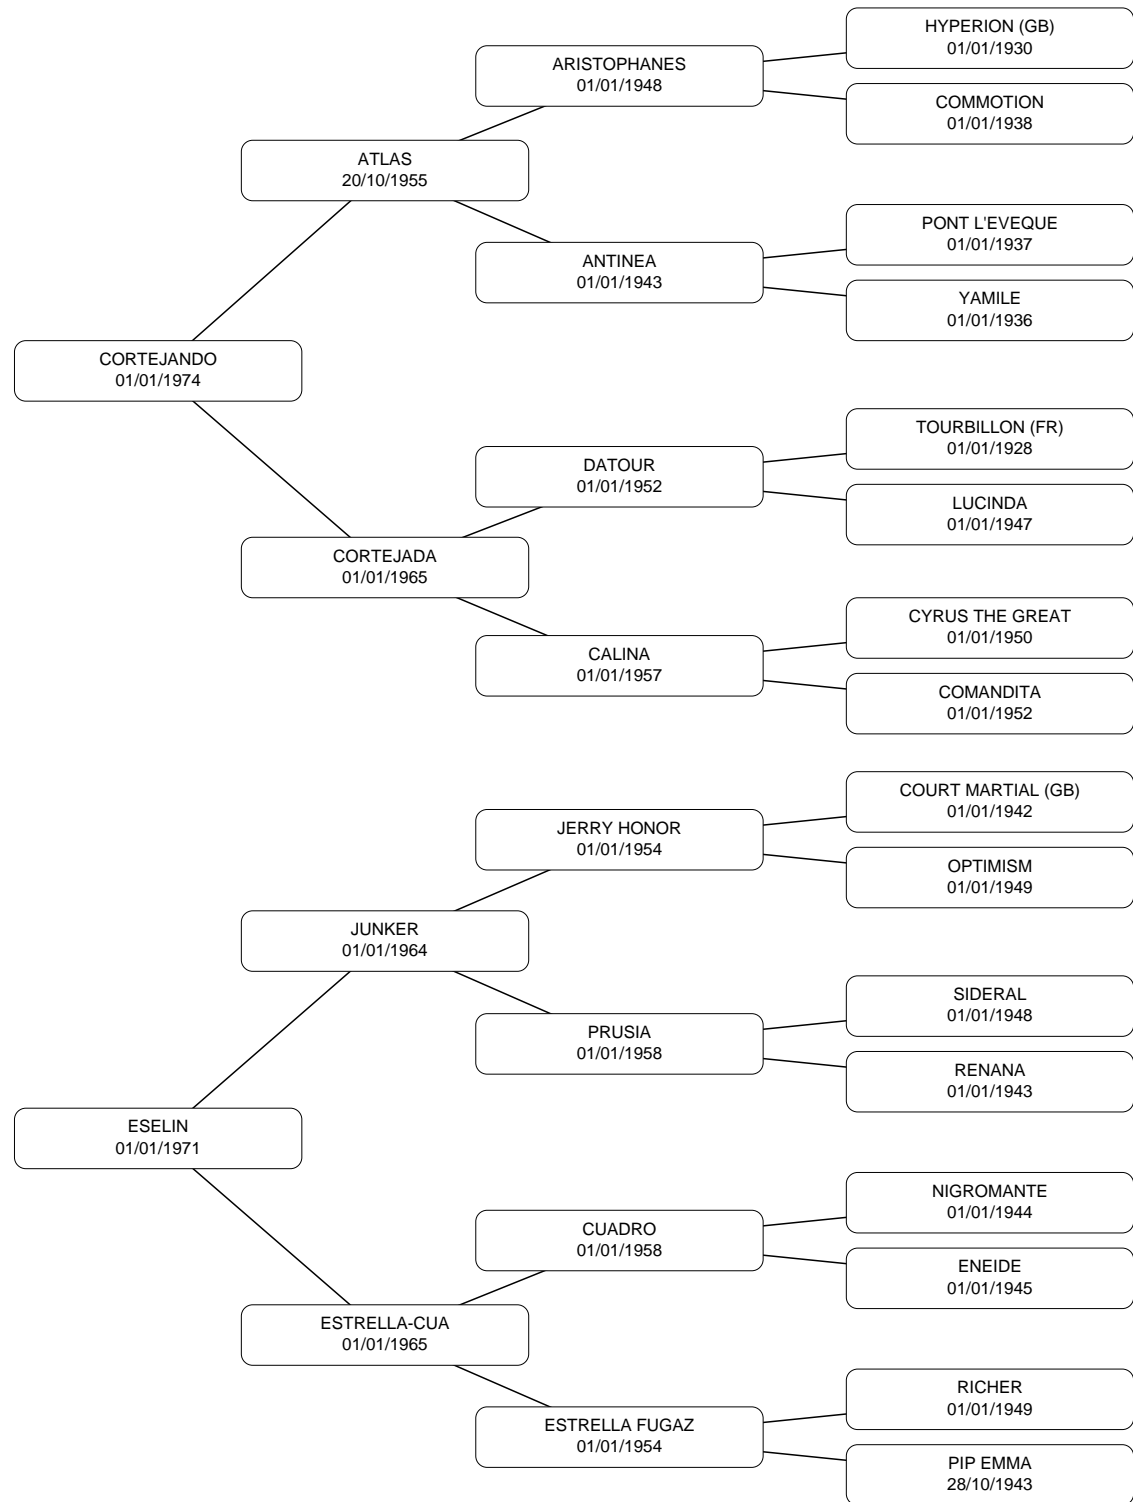 HYPERION (GB)
01/01/1930
ARISTOPHANES
01/01/1948
COMMOTION
01/01/1938
ATLAS
20/10/1955
PONT L'EVEQUE
01/01/1937
ANTINEA
01/01/1943
YAMILE
01/01/1936
CORTEJANDO
01/01/1974
TOURBILLON (FR)
01/01/1928
DATOUR
01/01/1952
LUCINDA
01/01/1947
CORTEJADA
01/01/1965
CYRUS THE GREAT
01/01/1950
CALINA
01/01/1957
COMANDITA
01/01/1952
COURT MARTIAL (GB)
01/01/1942
JERRY HONOR
01/01/1954
OPTIMISM
01/01/1949
JUNKER
01/01/1964
SIDERAL
01/01/1948
PRUSIA
01/01/1958
RENANA
01/01/1943
ESELIN
01/01/1971
NIGROMANTE
01/01/1944
CUADRO
01/01/1958
ENEIDE
01/01/1945
ESTRELLA-CUA
01/01/1965
RICHER
01/01/1949
ESTRELLA FUGAZ
01/01/1954
PIP EMMA
28/10/1943